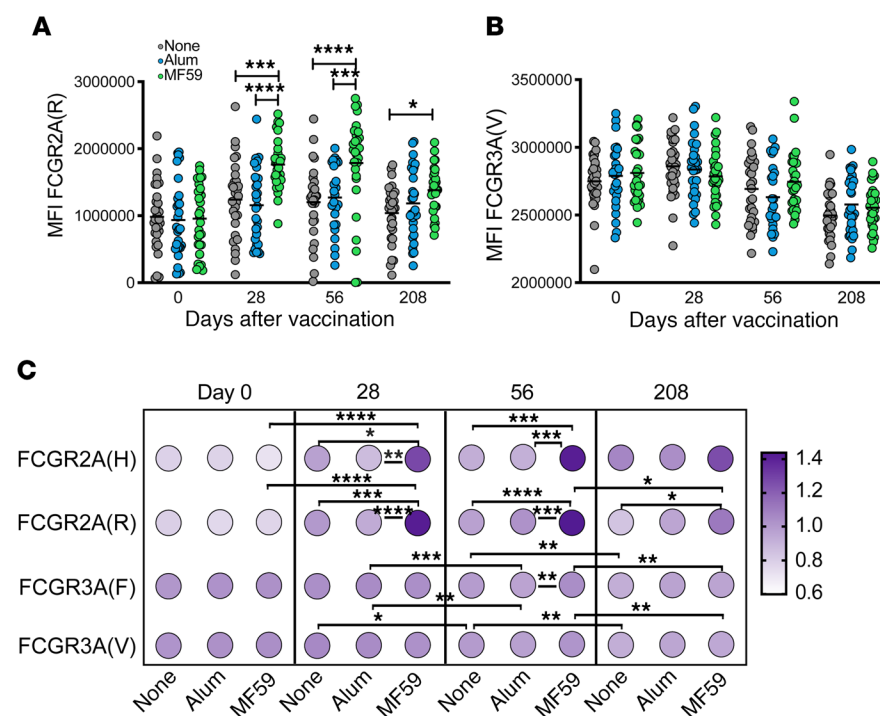 A
None
Alum
MF59
MFI FCGR2A(R)
3000000
2000000
1000000
0
*** 
****
****
***
*
0 28 56 208
Days after vaccination
B
MFI FCGR3A(V)
3500000
3000000
2500000
2000000
0 28 56 208
Days after vaccination
C
Day 0 28 56 208
**** ***
* ***
FCGR2A(H) **
**** *
*** **** *
FCGR2A(R) **** ***
*** ** **
FCGR3A(F) **
** **
* **
FCGR3A(V)
None Alum MF59 None Alum MF59 None Alum MF59 None Alum MF59
1.4
1.2
1.0
0.8
0.6